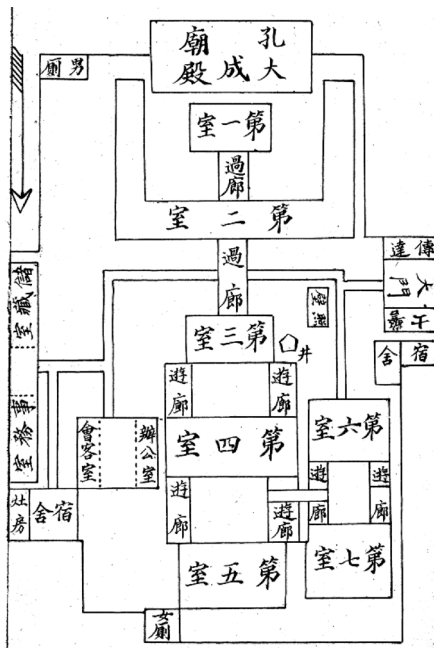 孔廟
大成殿
男廁
第一室
過廊
第二室
過廊
傳達
大門
儲藏室
第三室
井
宿舍
遊廊
遊廊
事務室
會客室
辦公室
第四室
第六室
遊廊
遊廊
遊廊
遊廊
灶房
宿舍
第五室
第七室
女廁